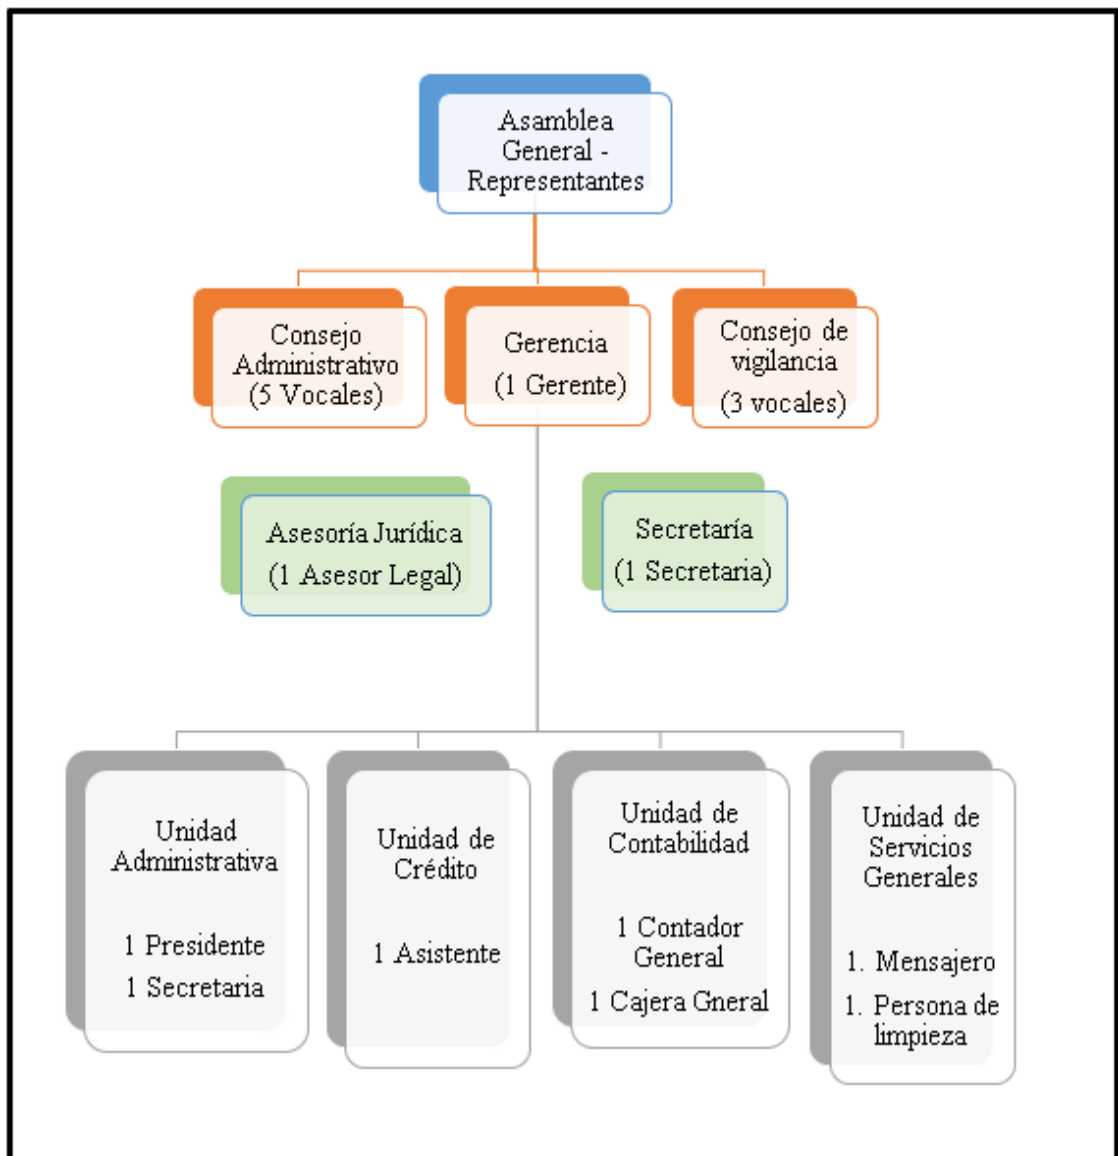 Asamblea
General -
Representantes
Consejo
Administrativo
(5 Vocales)
Gerencia
(1 Gerente)
Consejo de
vigilancia
(3 vocales)
Asesoría Jurídica
(1 Asesor Legal)
Secretaría
(1 Secretaria)
Unidad
Administrativa
1 Presidente
1 Secretaria
Unidad de
Crédito
1 Asistente
Unidad de
Contabilidad
1 Contador
General
1 Cajera Gneral
Unidad de
Servicios
Generales
1. Mensajero
1. Persona de
limpieza